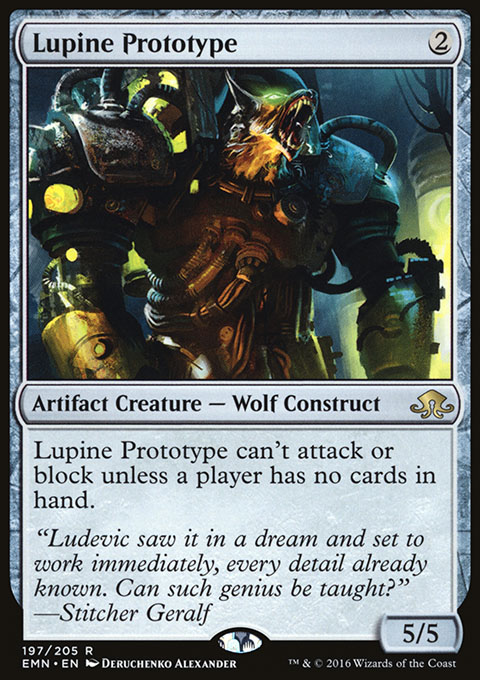 Lupine Prototype 2
Artifact Creature — Wolf Construct
Lupine Prototype can't attack or
block unless a player has no cards in
hand.
"Ludevic saw it in a dream and set to
work immediately, every detail already
known. Can such genius be taught?"
—Stitcher Geralf
5/5
197/205 R
EMN • EN Deruchenko Alexander
™ & © 2016 Wizards of the Coast